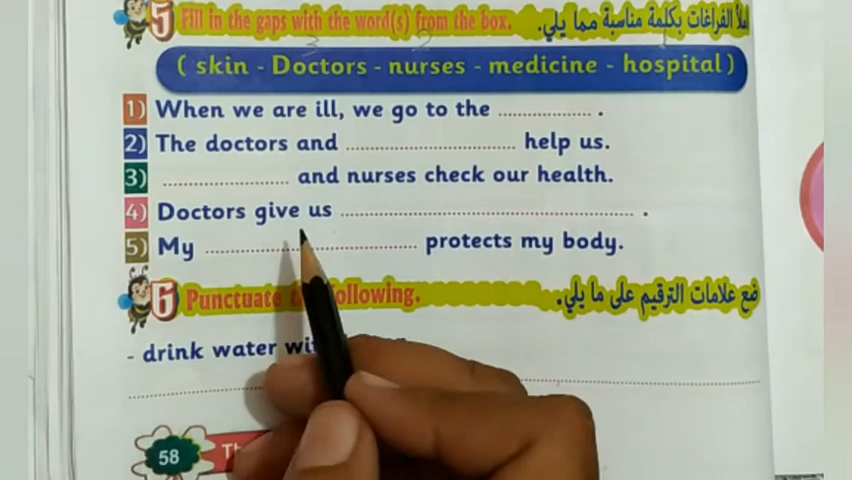 5 Fill in the gaps with the word(s) from the box. املأ الفراغات بكلمة مناسبة مما يلي.
3 2 1
( skin - Doctors - nurses - medicine - hospital )
1) When we are ill, we go to the .................... .
2) The doctors and .................................... help us.
3) ........................... and nurses check our health.
4) Doctors give us .............................................................. .
5) My ............................................. protects my body.
6 Punctuate following. ضع علامات الترقيم على ما يلي.
- drink water
58